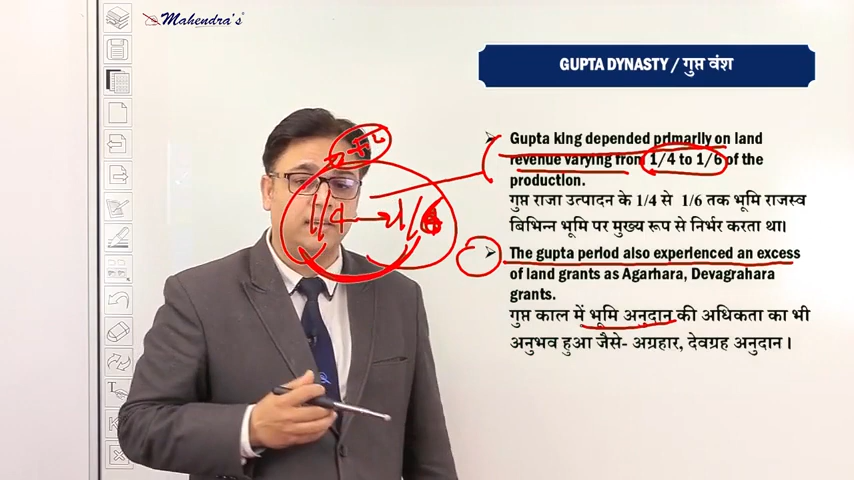 Mahendra's
GUPTA DYNASTY / गुप्त वंश
Gupta king depended primarily on land
revenue varying from 1/4 to 1/6 of the
production.
गुप्त राजा उत्पादन के 1/4 से 1/6 तक भूमि राजस्व
बिभिन्न भूमि पर मुख्य रूप से निर्भर करता था।
The gupta period also experienced an excess
of land grants as Agarhara, Devagrahara
grants.
गुप्त काल में भूमि अनुदान की अधिकता का भी
अनुभव हुआ जैसे- अग्रहार, देवग्रह अनुदान ।
1/4